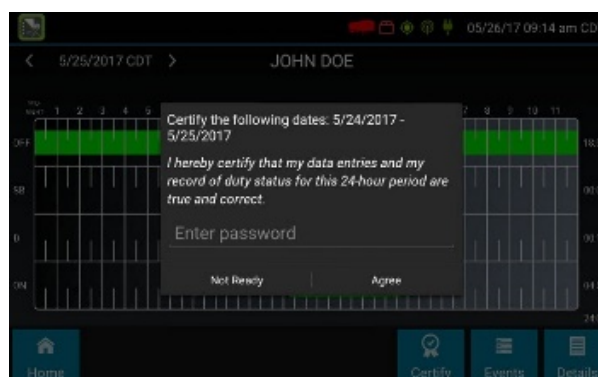 05/26/17 09:14 am CD
5/25/2017 CDT
JOHN DOE
1 2 3 4 5
7 8 9 10 11
OFF
SB
D
ON
Certify the following dates: 5/24/2017 -
5/25/2017
I hereby certify that my data entries and my
record of duty status for this 24-hour period are
true and correct.
Enter password
Not Ready
Agree
Home
Certify
Events
Details